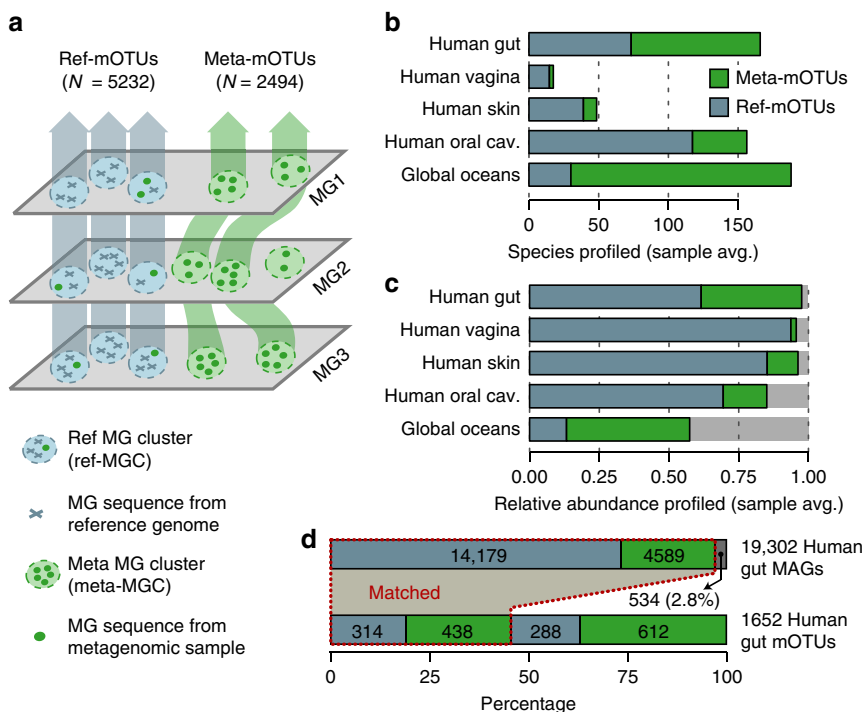 a
Ref-mOTUs
(N = 5232)
Meta-mOTUs
(N = 2494)
MG1
MG2
MG3
Ref MG cluster
(ref-MGC)
MG sequence from
reference genome
Meta MG cluster
(meta-MGC)
MG sequence from
metagenomic sample
b
Human gut
Human vagina
Human skin
Human oral cav.
Global oceans
Meta-mOTUs
Ref-mOTUs
0 50 100 150
Species profiled (sample avg.)
c
Human gut
Human vagina
Human skin
Human oral cav.
Global oceans
0.00 0.25 0.50 0.75 1.00
Relative abundance profiled (sample avg.)
d
14,179 4589
19,302 Human
gut MAGs
Matched
534 (2.8%)
314 438 288 612
1652 Human
gut mOTUs
0 25 50 75 100
Percentage